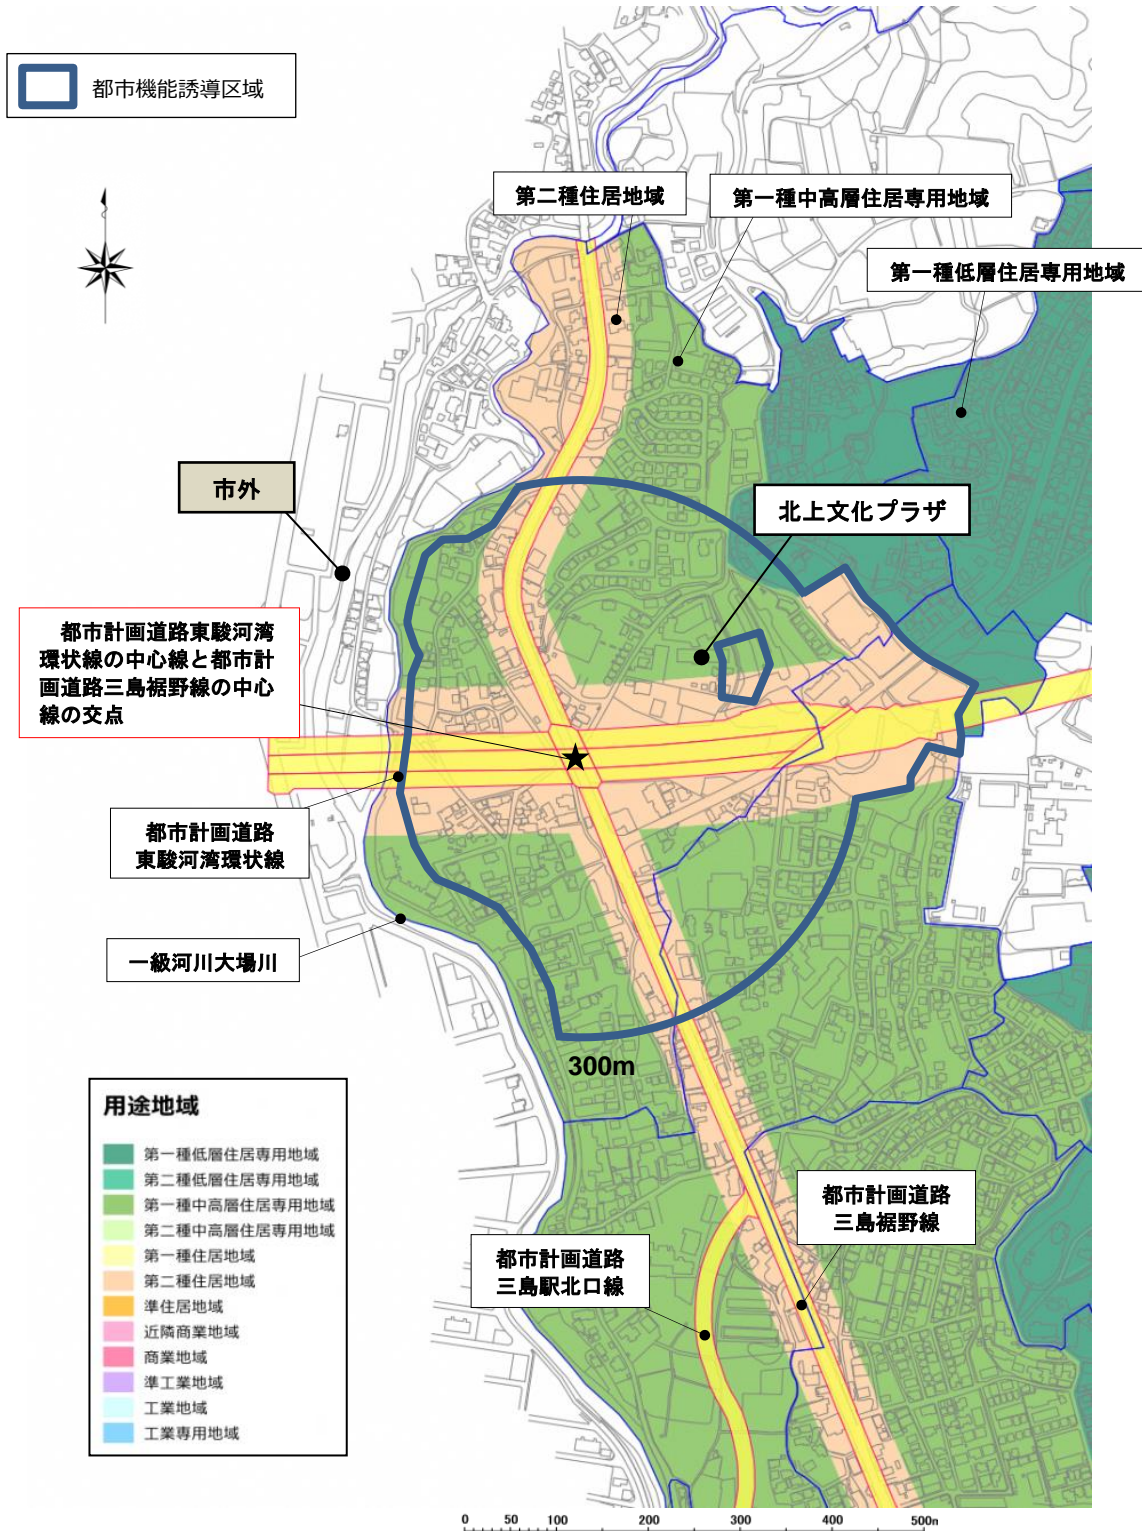 都市機能誘導区域
第二種住居地域
第一種中高層住居専用地域
第一種低層住居専用地域
市外
北上文化プラザ
都市計画道路東駿河湾
環状線の中心線と都市計
画道路三島裾野線の中心
線の交点
都市計画道路
東駿河湾環状線
一級河川大場川
300m
用途地域
第一種低層住居専用地域
第二種低層住居専用地域
第一種中高層住居専用地域
第二種中高層住居専用地域
第一種住居地域
第二種住居地域
準住居地域
近隣商業地域
商業地域
準工業地域
工業地域
工業専用地域
都市計画道路
三島裾野線
都市計画道路
三島駅北口線
0 50 100 200 300 400 500n